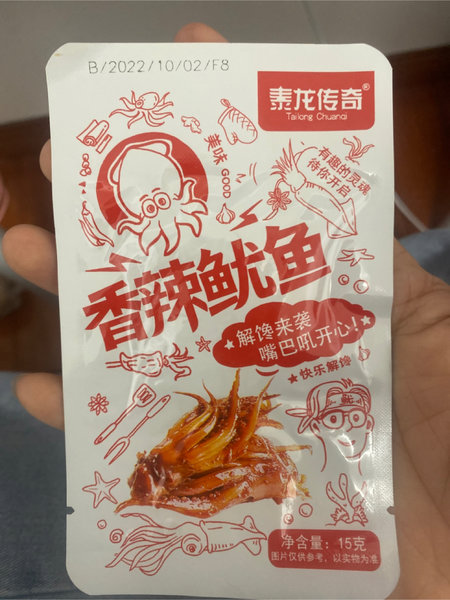 B/2022/10/02/F8
泰龙传奇®
Tailong Chuanqi
美味 GOOD
有趣的灵魂
待你开启
香辣鱿鱼
解馋来袭
嘴巴吼开心!
★快乐解馋★
净含量：15克
图片仅供参考，以实物为准